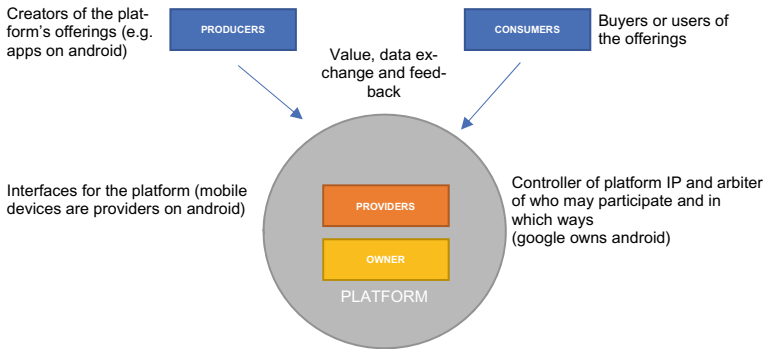 Creators of the plat-
form's offerings (e.g.
apps on android)
PRODUCERS
Value, data ex-
change and feed-
back
CONSUMERS
Buyers or users of
the offerings
Interfaces for the platform (mobile
devices are providers on android)
PROVIDERS
OWNER
PLATFORM
Controller of platform IP and arbiter
of who may participate and in
which ways
(google owns android)